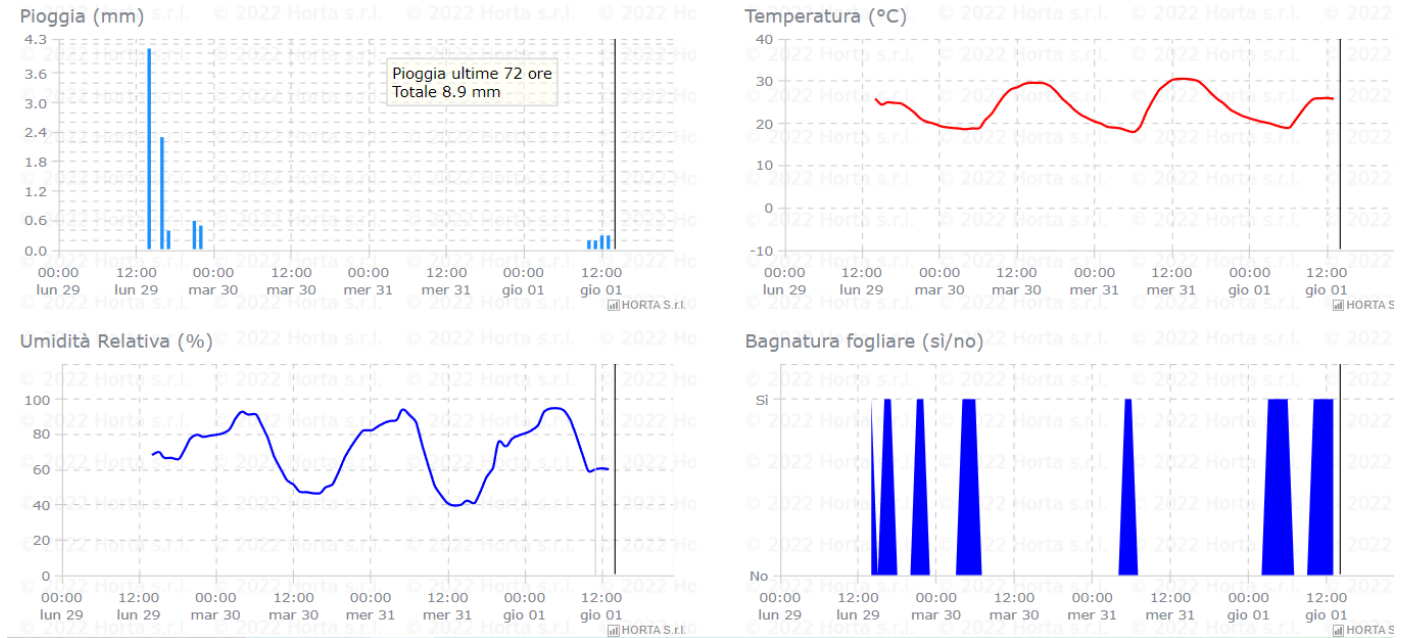 Pioggia (mm)
4.3
3.6
3.0
2.4
1.8
1.2
0.6
0.0
Pioggia ultime 72 ore
Totale 8.9 mm
00:00 12:00 00:00 12:00 00:00 12:00 00:00 12:00
lun 29 lun 29 mar 30 mar 30 mer 31 mer 31 gio 01 gio 01
HORTA S.r.l.
Temperatura (°C)
40
30
20
10
0
-10
00:00 12:00 00:00 12:00 00:00 12:00 00:00 12:00
lun 29 lun 29 mar 30 mar 30 mer 31 mer 31 gio 01 gio 01
HORTA S
Umidità Relativa (%)
100
80
60
40
20
0
00:00 12:00 00:00 12:00 00:00 12:00 00:00 12:00
lun 29 lun 29 mar 30 mar 30 mer 31 mer 31 gio 01 gio 01
HORTA S.r.l.
Bagnatura fogliare (sì/no)
Sì
No
00:00 12:00 00:00 12:00 00:00 12:00 00:00 12:00
lun 29 lun 29 mar 30 mar 30 mer 31 mer 31 gio 01 gio 01
HORTA S
© 2022 Horta s.r.l.